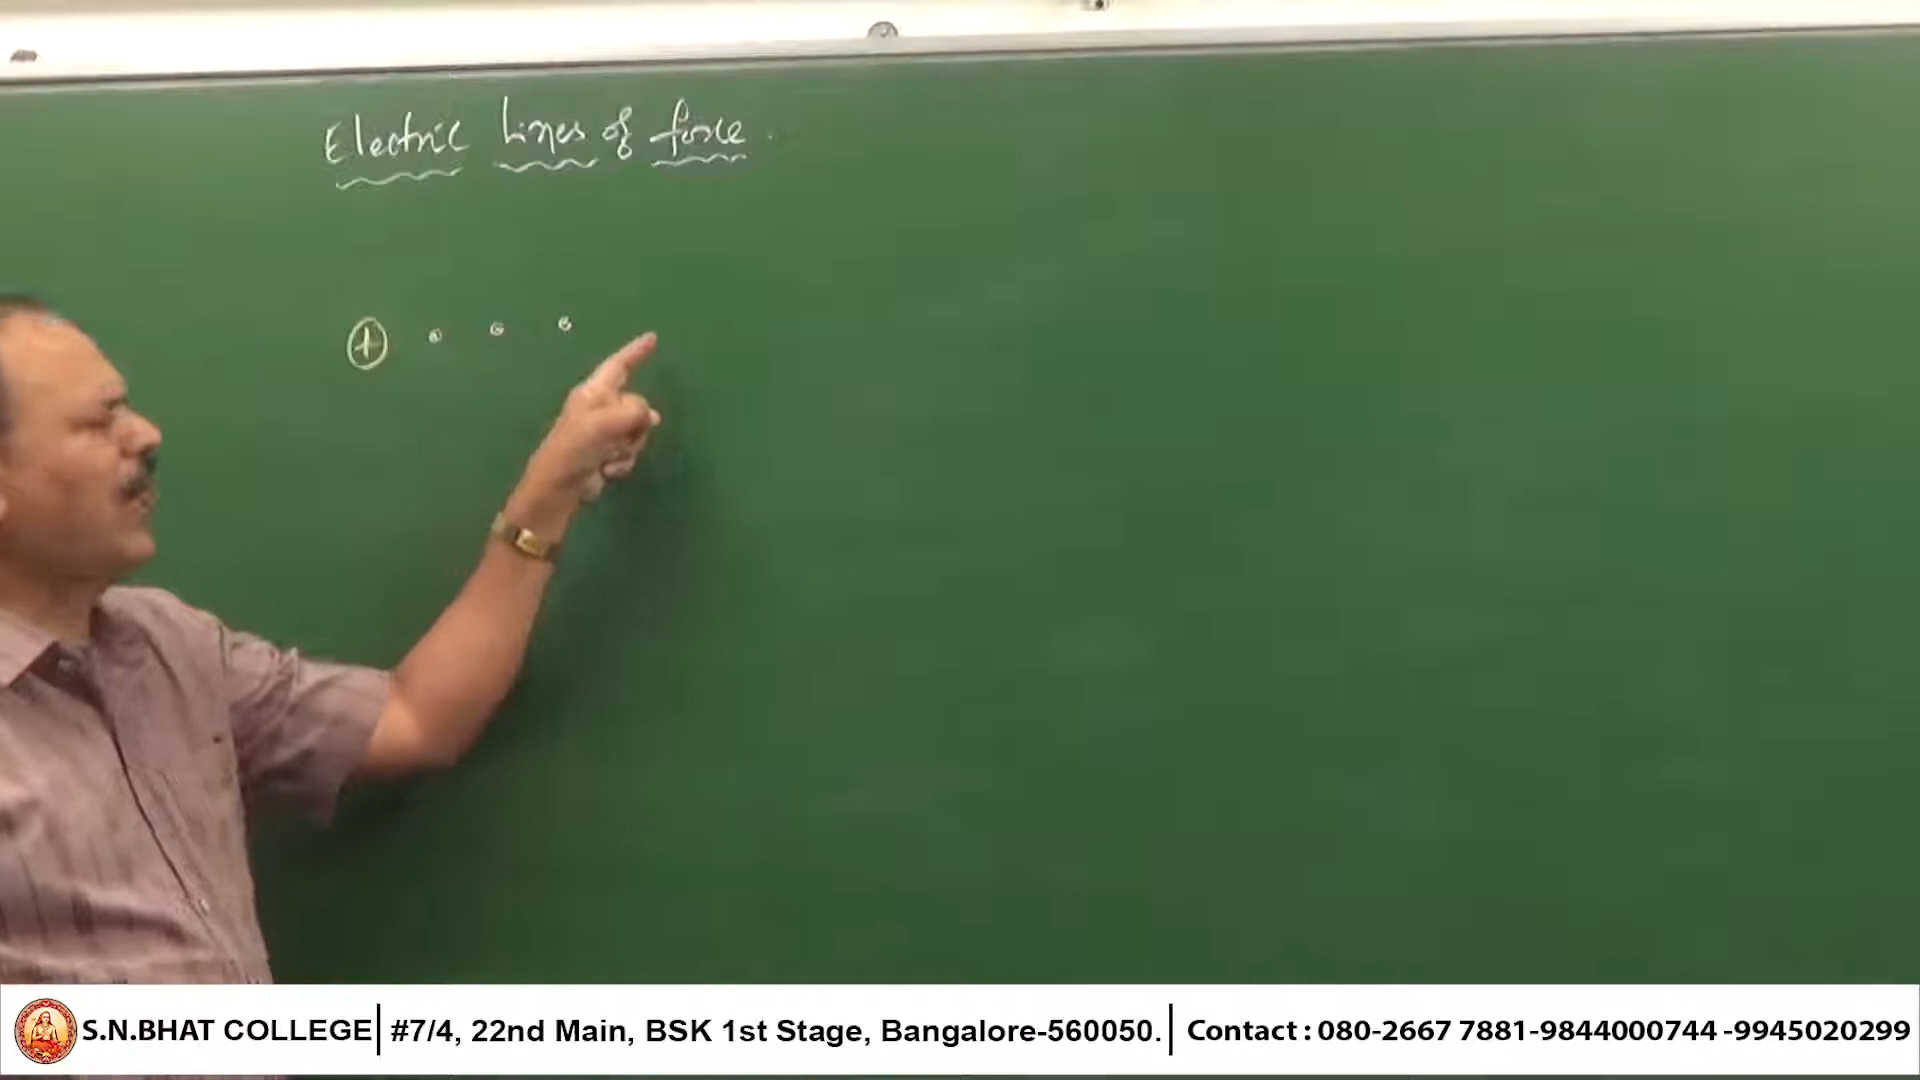 Electric Lines of force.
+
S.N.BHAT COLLEGE #7/4, 22nd Main, BSK 1st Stage, Bangalore-560050. Contact : 080-2667 7881-9844000744 -9945020299